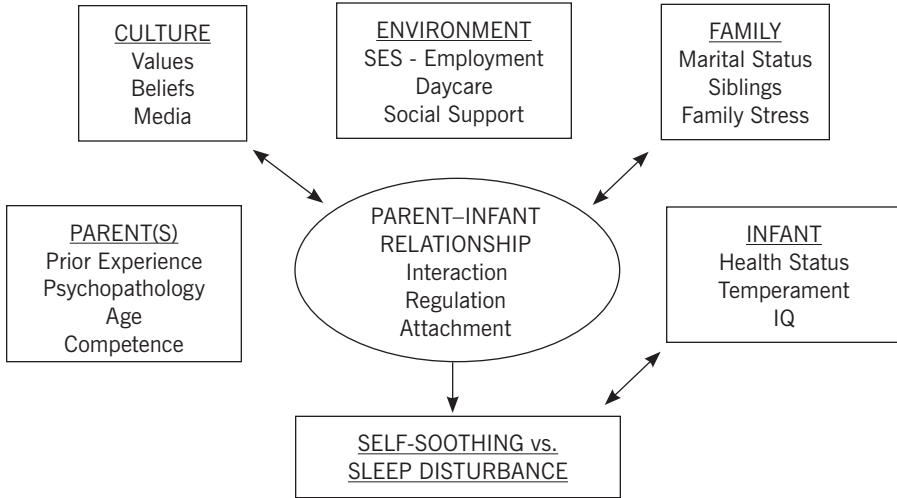 CULTURE
Values
Beliefs
Media
ENVIRONMENT
SES - Employment
Daycare
Social Support
FAMILY
Marital Status
Siblings
Family Stress
PARENT(S)
Prior Experience
Psychopathology
Age
Competence
PARENT–INFANT
RELATIONSHIP
Interaction
Regulation
Attachment
INFANT
Health Status
Temperament
IQ
SELF-SOOTHING vs.
SLEEP DISTURBANCE